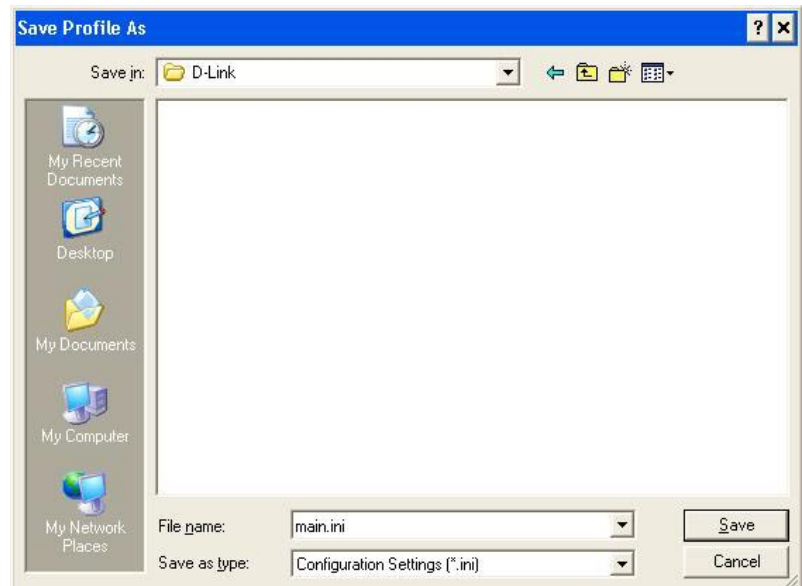 Save Profile As
Save in:
D-Link
My Recent
Documents
Desktop
My Documents
My Computer
My Network
Places
File name:
main.ini
Save
Save as type:
Configuration Settings (*.ini)
Cancel